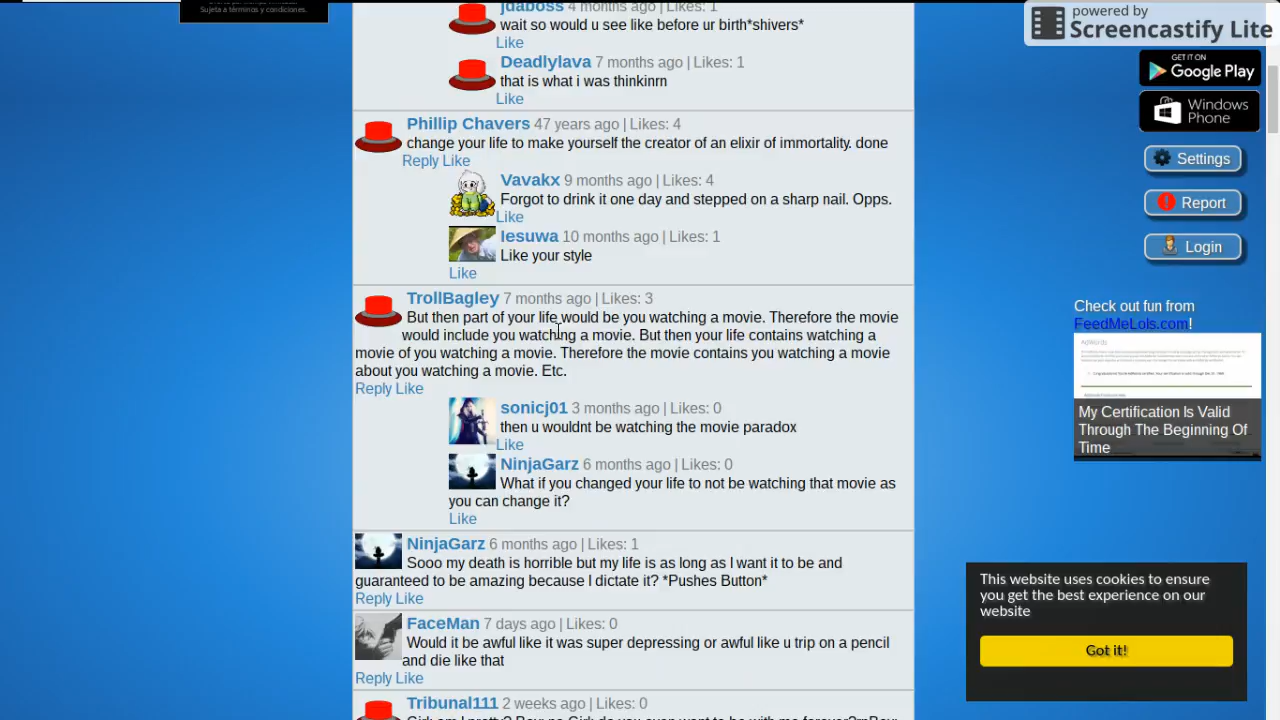 Sujeta a términos y condiciones.
jdaboss 4 months ago | Likes: 1
wait so would u see like before ur birth*shivers*
Like
Deadlylava 7 months ago | Likes: 1
that is what i was thinkinrn
Like
Phillip Chavers 47 years ago | Likes: 4
change your life to make yourself the creator of an elixir of immortality. done
Reply Like
Vavakx 9 months ago | Likes: 4
Forgot to drink it one day and stepped on a sharp nail. Opps.
Like
Iesuwa 10 months ago | Likes: 1
Like your style
Like
TrollBagley 7 months ago | Likes: 3
But then part of your life would be you watching a movie. Therefore the movie
would include you watching a movie. But then your life contains watching a
movie of you watching a movie. Therefore the movie contains you watching a movie
about you watching a movie. Etc.
Reply Like
sonicj01 3 months ago | Likes: 0
then u wouldnt be watching the movie paradox
Like
NinjaGarz 6 months ago | Likes: 0
What if you changed your life to not be watching that movie as
you can change it?
Like
NinjaGarz 6 months ago | Likes: 1
Sooo my death is horrible but my life is as long as I want it to be and
guaranteed to be amazing because I dictate it? *Pushes Button*
Reply Like
FaceMan 7 days ago | Likes: 0
Would it be awful like it was super depressing or awful like u trip on a pencil
and die like that
Reply Like
Tribunal111 2 weeks ago | Likes: 0
powered by
Screencastify Lite
GET IT ON
Google Play
Windows
Phone
Settings
Report
Login
Check out fun from
FeedMeLols.com!
AdWords
My Certification Is Valid
Through The Beginning Of
Time
This website uses cookies to ensure
you get the best experience on our
website
Got it!